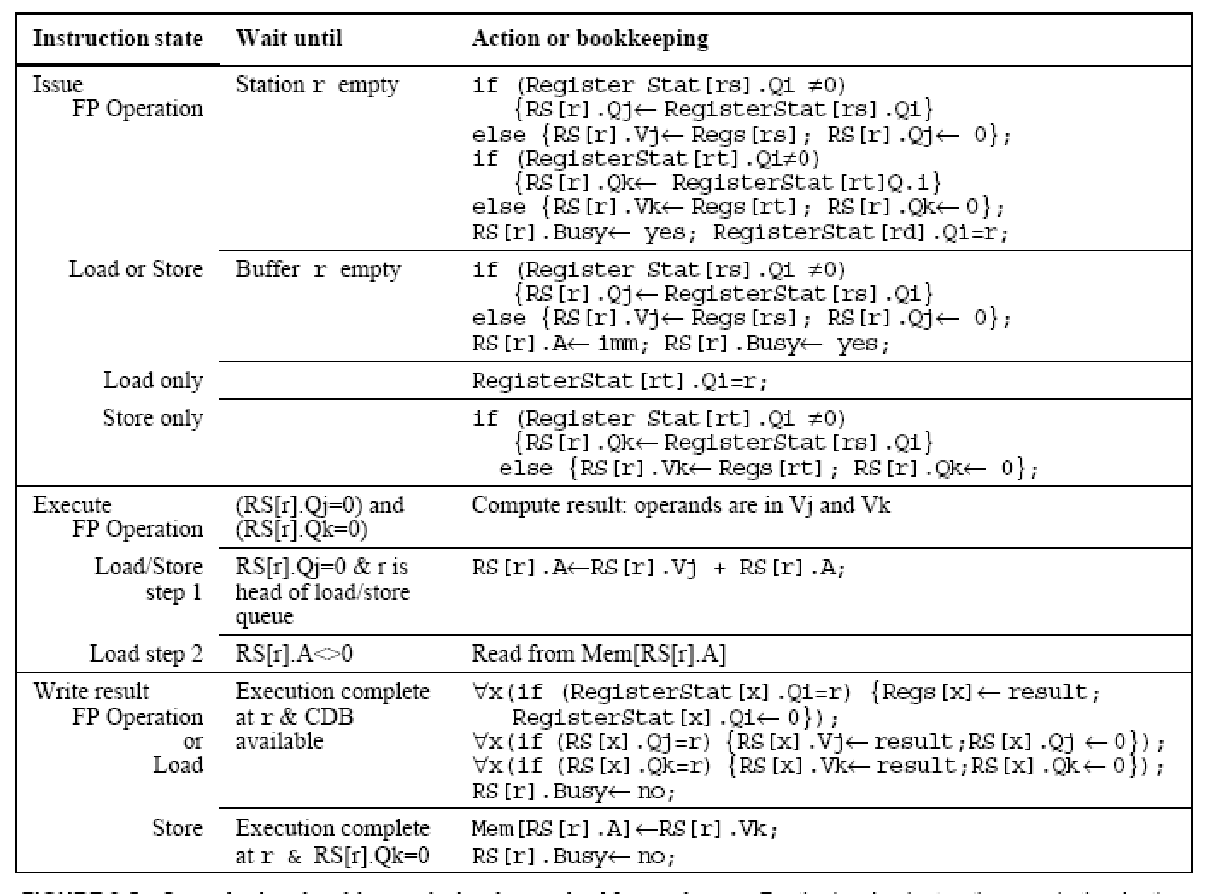 Instruction state Wait until Action or bookkeeping
Issue
FP Operation
Station r empty
if (Register Stat[rs].Qi ≠0)
{RS[r].Qj← RegisterStat[rs].Qi}
else {RS[r].Vj← Regs[rs]; RS[r].Qj← 0};
if (RegisterStat[rt].Qi≠0)
{RS[r].Qk← RegisterStat[rt]Q.i}
else {RS[r].Vk← Regs[rt]; RS[r].Qk← 0};
RS[r].Busy← yes; RegisterStat[rd].Qi=r;
Load or Store
Buffer r empty
if (Register Stat[rs].Qi ≠0)
{RS[r].Qj← RegisterStat[rs].Qi}
else {RS[r].Vj← Regs[rs]; RS[r].Qj← 0};
RS[r].A← imm; RS[r].Busy← yes;
Load only
RegisterStat[rt].Qi=r;
Store only
if (Register Stat[rt].Qi ≠0)
{RS[r].Qk← RegisterStat[rs].Qi}
else {RS[r].Vk← Regs[rt]; RS[r].Qk← 0};
Execute
FP Operation
(RS[r].Qj=0) and
(RS[r].Qk=0)
Compute result: operands are in Vj and Vk
Load/Store
step 1
RS[r].Qj=0 & r is
head of load/store
queue
RS[r].A←RS[r].Vj + RS[r].A;
Load step 2
RS[r].A<>0
Read from Mem[RS[r].A]
Write result
FP Operation
or
Load
Execution complete
at r & CDB
available
∀x(if (RegisterStat[x].Qi=r) {Regs[x]← result;
RegisterStat[x].Qi← 0});
∀x(if (RS[x].Qj=r) {RS[x].Vj← result;RS[x].Qj ← 0});
∀x(if (RS[x].Qk=r) {RS[x].Vk← result;RS[x].Qk← 0});
RS[r].Busy← no;
Store
Execution complete
at r & RS[r].Qk=0
Mem[RS[r].A]←RS[r].Vk;
RS[r].Busy← no;